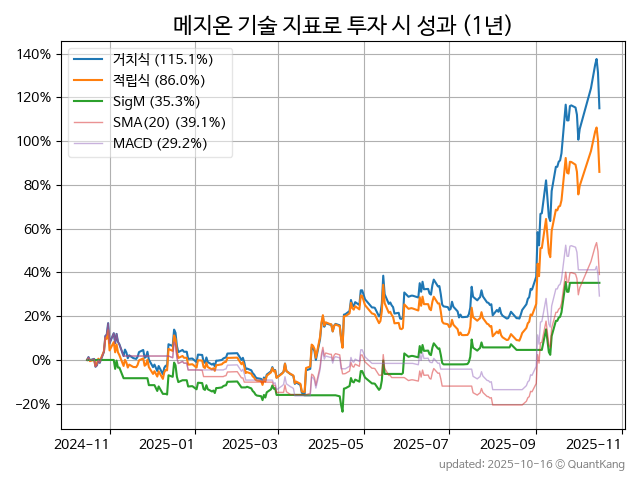 메지온 기술 지표로 투자 시 성과 (1년)
140%
120%
100%
80%
60%
40%
20%
0%
−20%
거치식 (115.1%)
적립식 (86.0%)
SigM (35.3%)
SMA(20) (39.1%)
MACD (29.2%)
2024−11 2025−01 2025−03 2025−05 2025−07 2025−09 2025−11
updated: 2025-10-16 ⓒ QuantKang